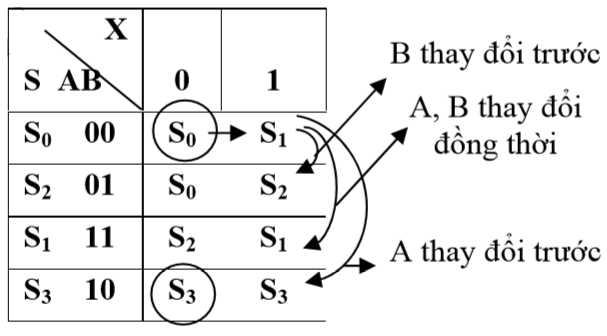 X
S AB 0 1
S₀ 00 S₀ S₁
S₂ 01 S₀ S₂
S₁ 11 S₂ S₁
S₃ 10 S₃ S₃
B thay đổi trước
A, B thay đổi
đồng thời
A thay đổi trước